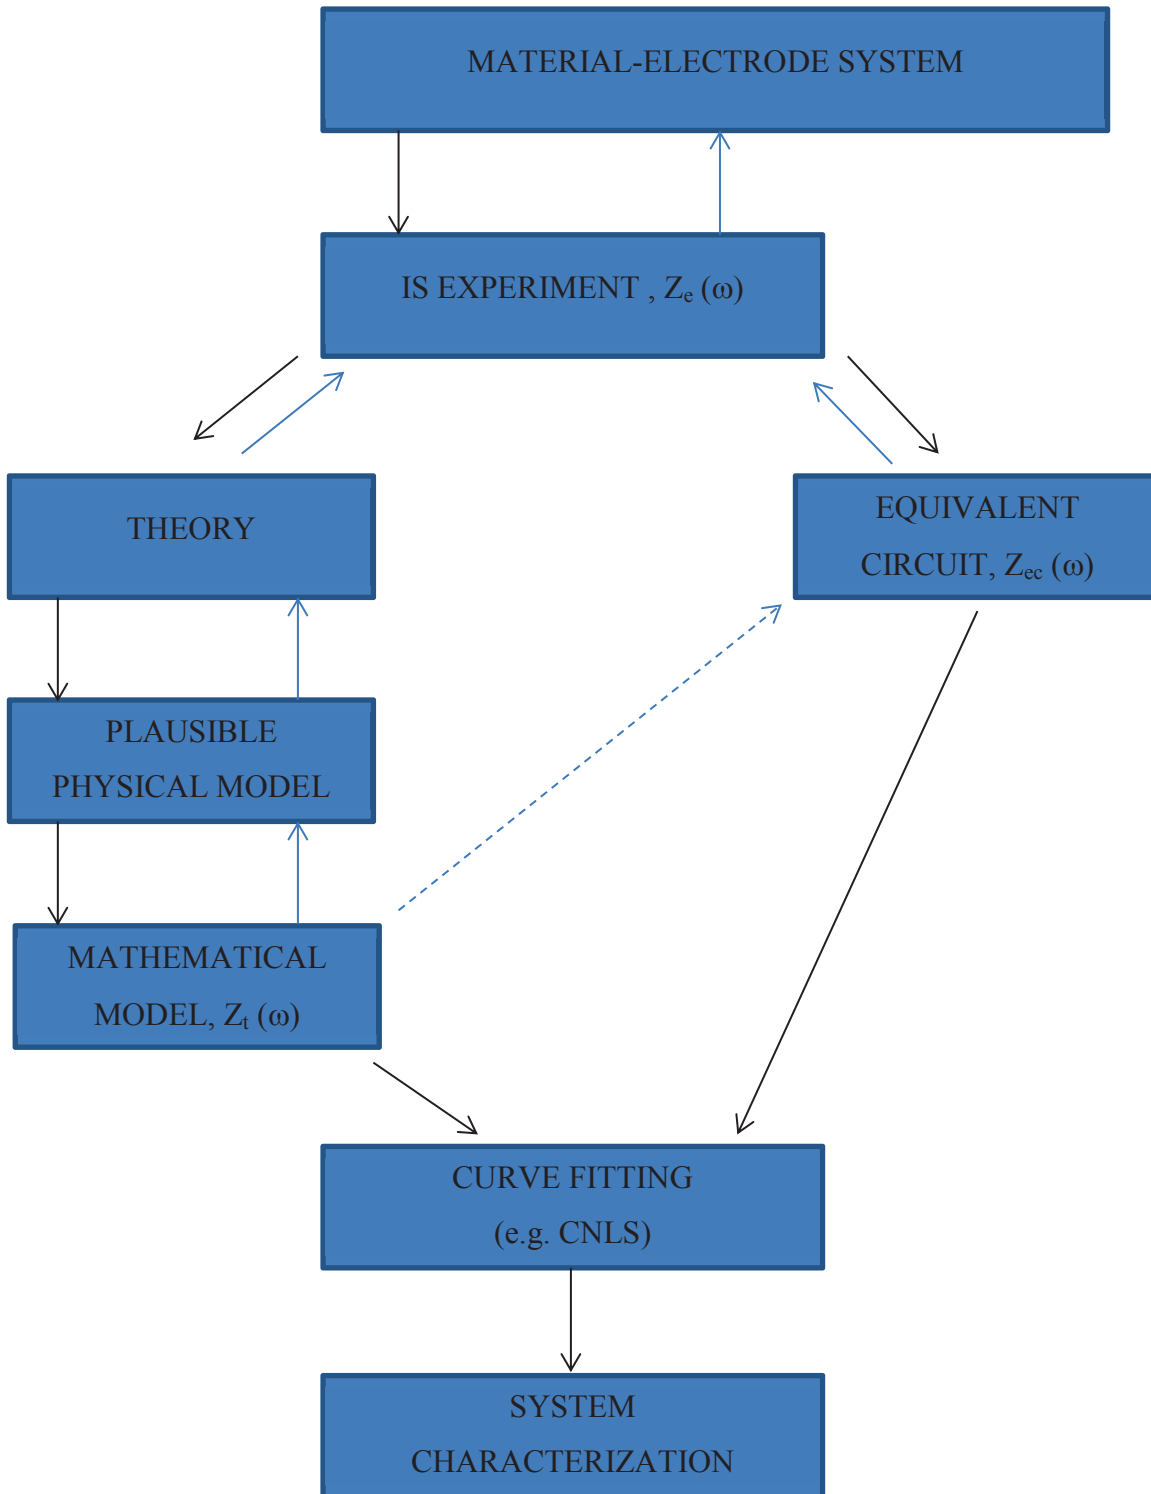 MATERIAL-ELECTRODE SYSTEM
IS EXPERIMENT , Zₑ (ω)
THEORY
EQUIVALENT
CIRCUIT, Z_ec (ω)
PLAUSIBLE
PHYSICAL MODEL
MATHEMATICAL
MODEL, Zₜ (ω)
CURVE FITTING
(e.g. CNLS)
SYSTEM
CHARACTERIZATION